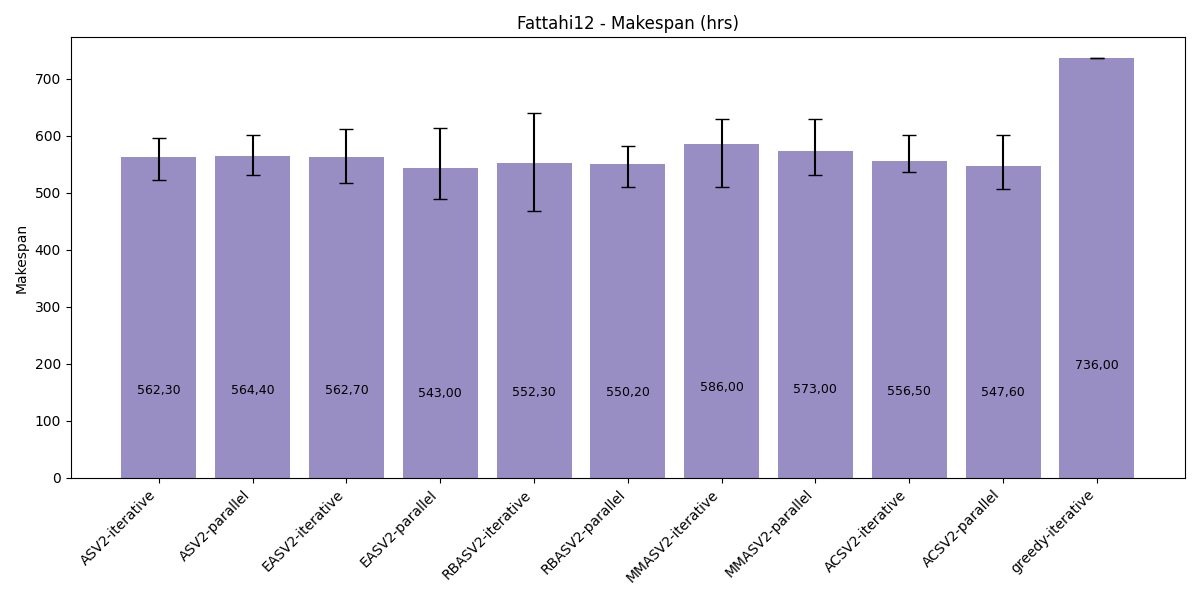 Fattahi12 - Makespan (hrs)
Makespan
700
600
500
400
300
200
100
0
562,30
564,40
562,70
543,00
552,30
550,20
586,00
573,00
556,50
547,60
736,00
ASV2-iterative
ASV2-parallel
EASV2-iterative
EASV2-parallel
RBASV2-iterative
RBASV2-parallel
MMASV2-iterative
MMASV2-parallel
ACSV2-iterative
ACSV2-parallel
greedy-iterative